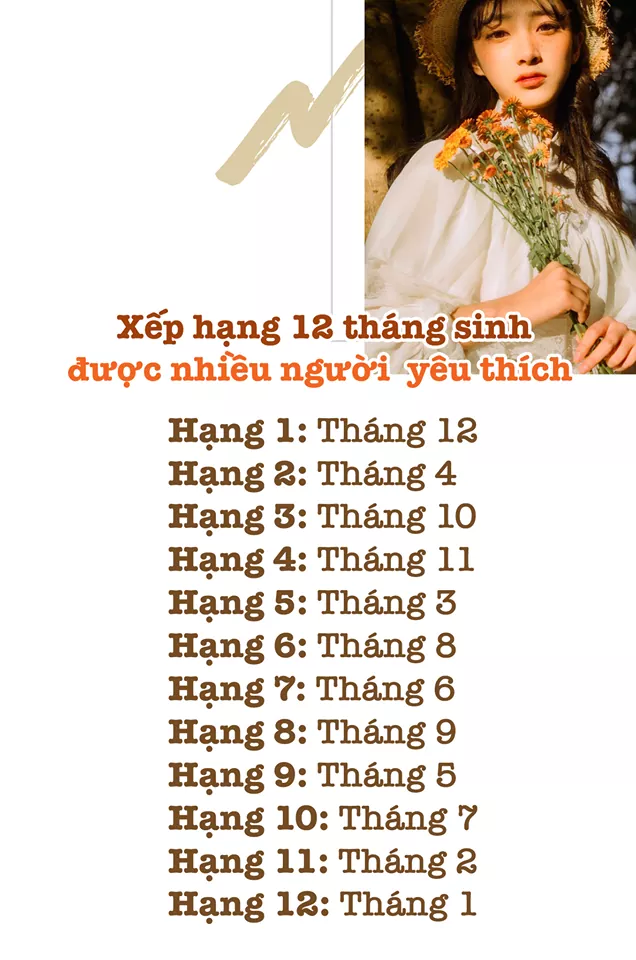 Xếp hạng 12 tháng sinh
được nhiều người yêu thích
Hạng 1: Tháng 12
Hạng 2: Tháng 4
Hạng 3: Tháng 10
Hạng 4: Tháng 11
Hạng 5: Tháng 3
Hạng 6: Tháng 8
Hạng 7: Tháng 6
Hạng 8: Tháng 9
Hạng 9: Tháng 5
Hạng 10: Tháng 7
Hạng 11: Tháng 2
Hạng 12: Tháng 1